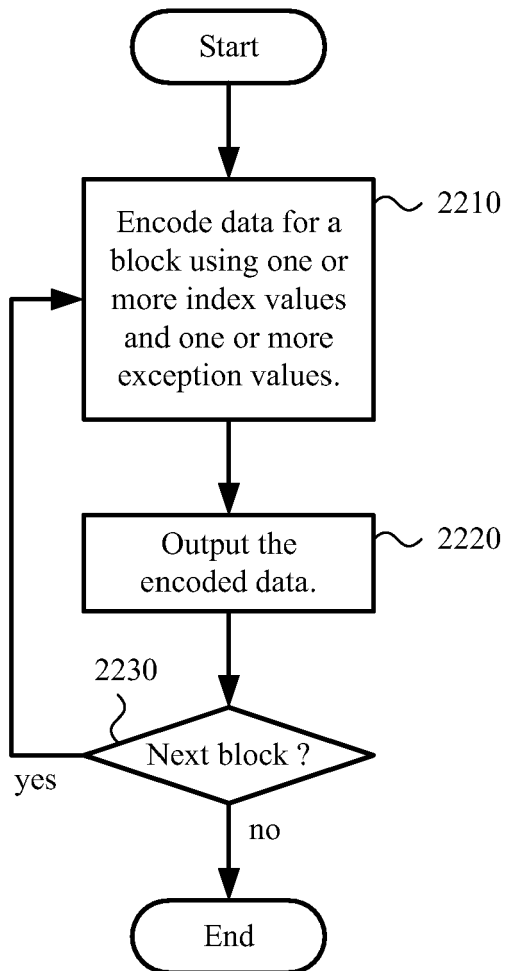 Start
2210
Encode data for a
block using one or
more index values
and one or more
exception values.
2220
Output the
encoded data.
2230
Next block ?
yes
no
End